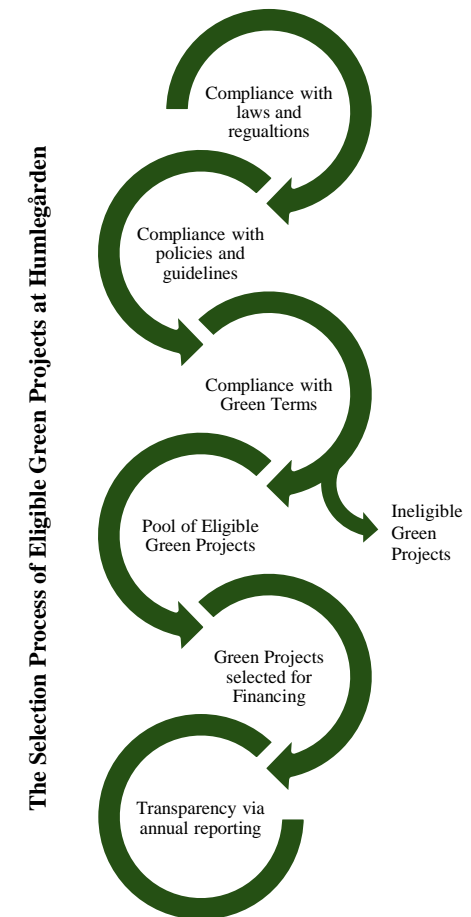 The Selection Process of Eligible Green Projects at Humlegården
Compliance with
laws and
regualtions
Compliance with
policies and
guidelines
Compliance with
Green Terms
Ineligible
Green
Projects
Pool of Eligible
Green Projects
Green Projects
selected for
Financing
Transparency via
annual reporting